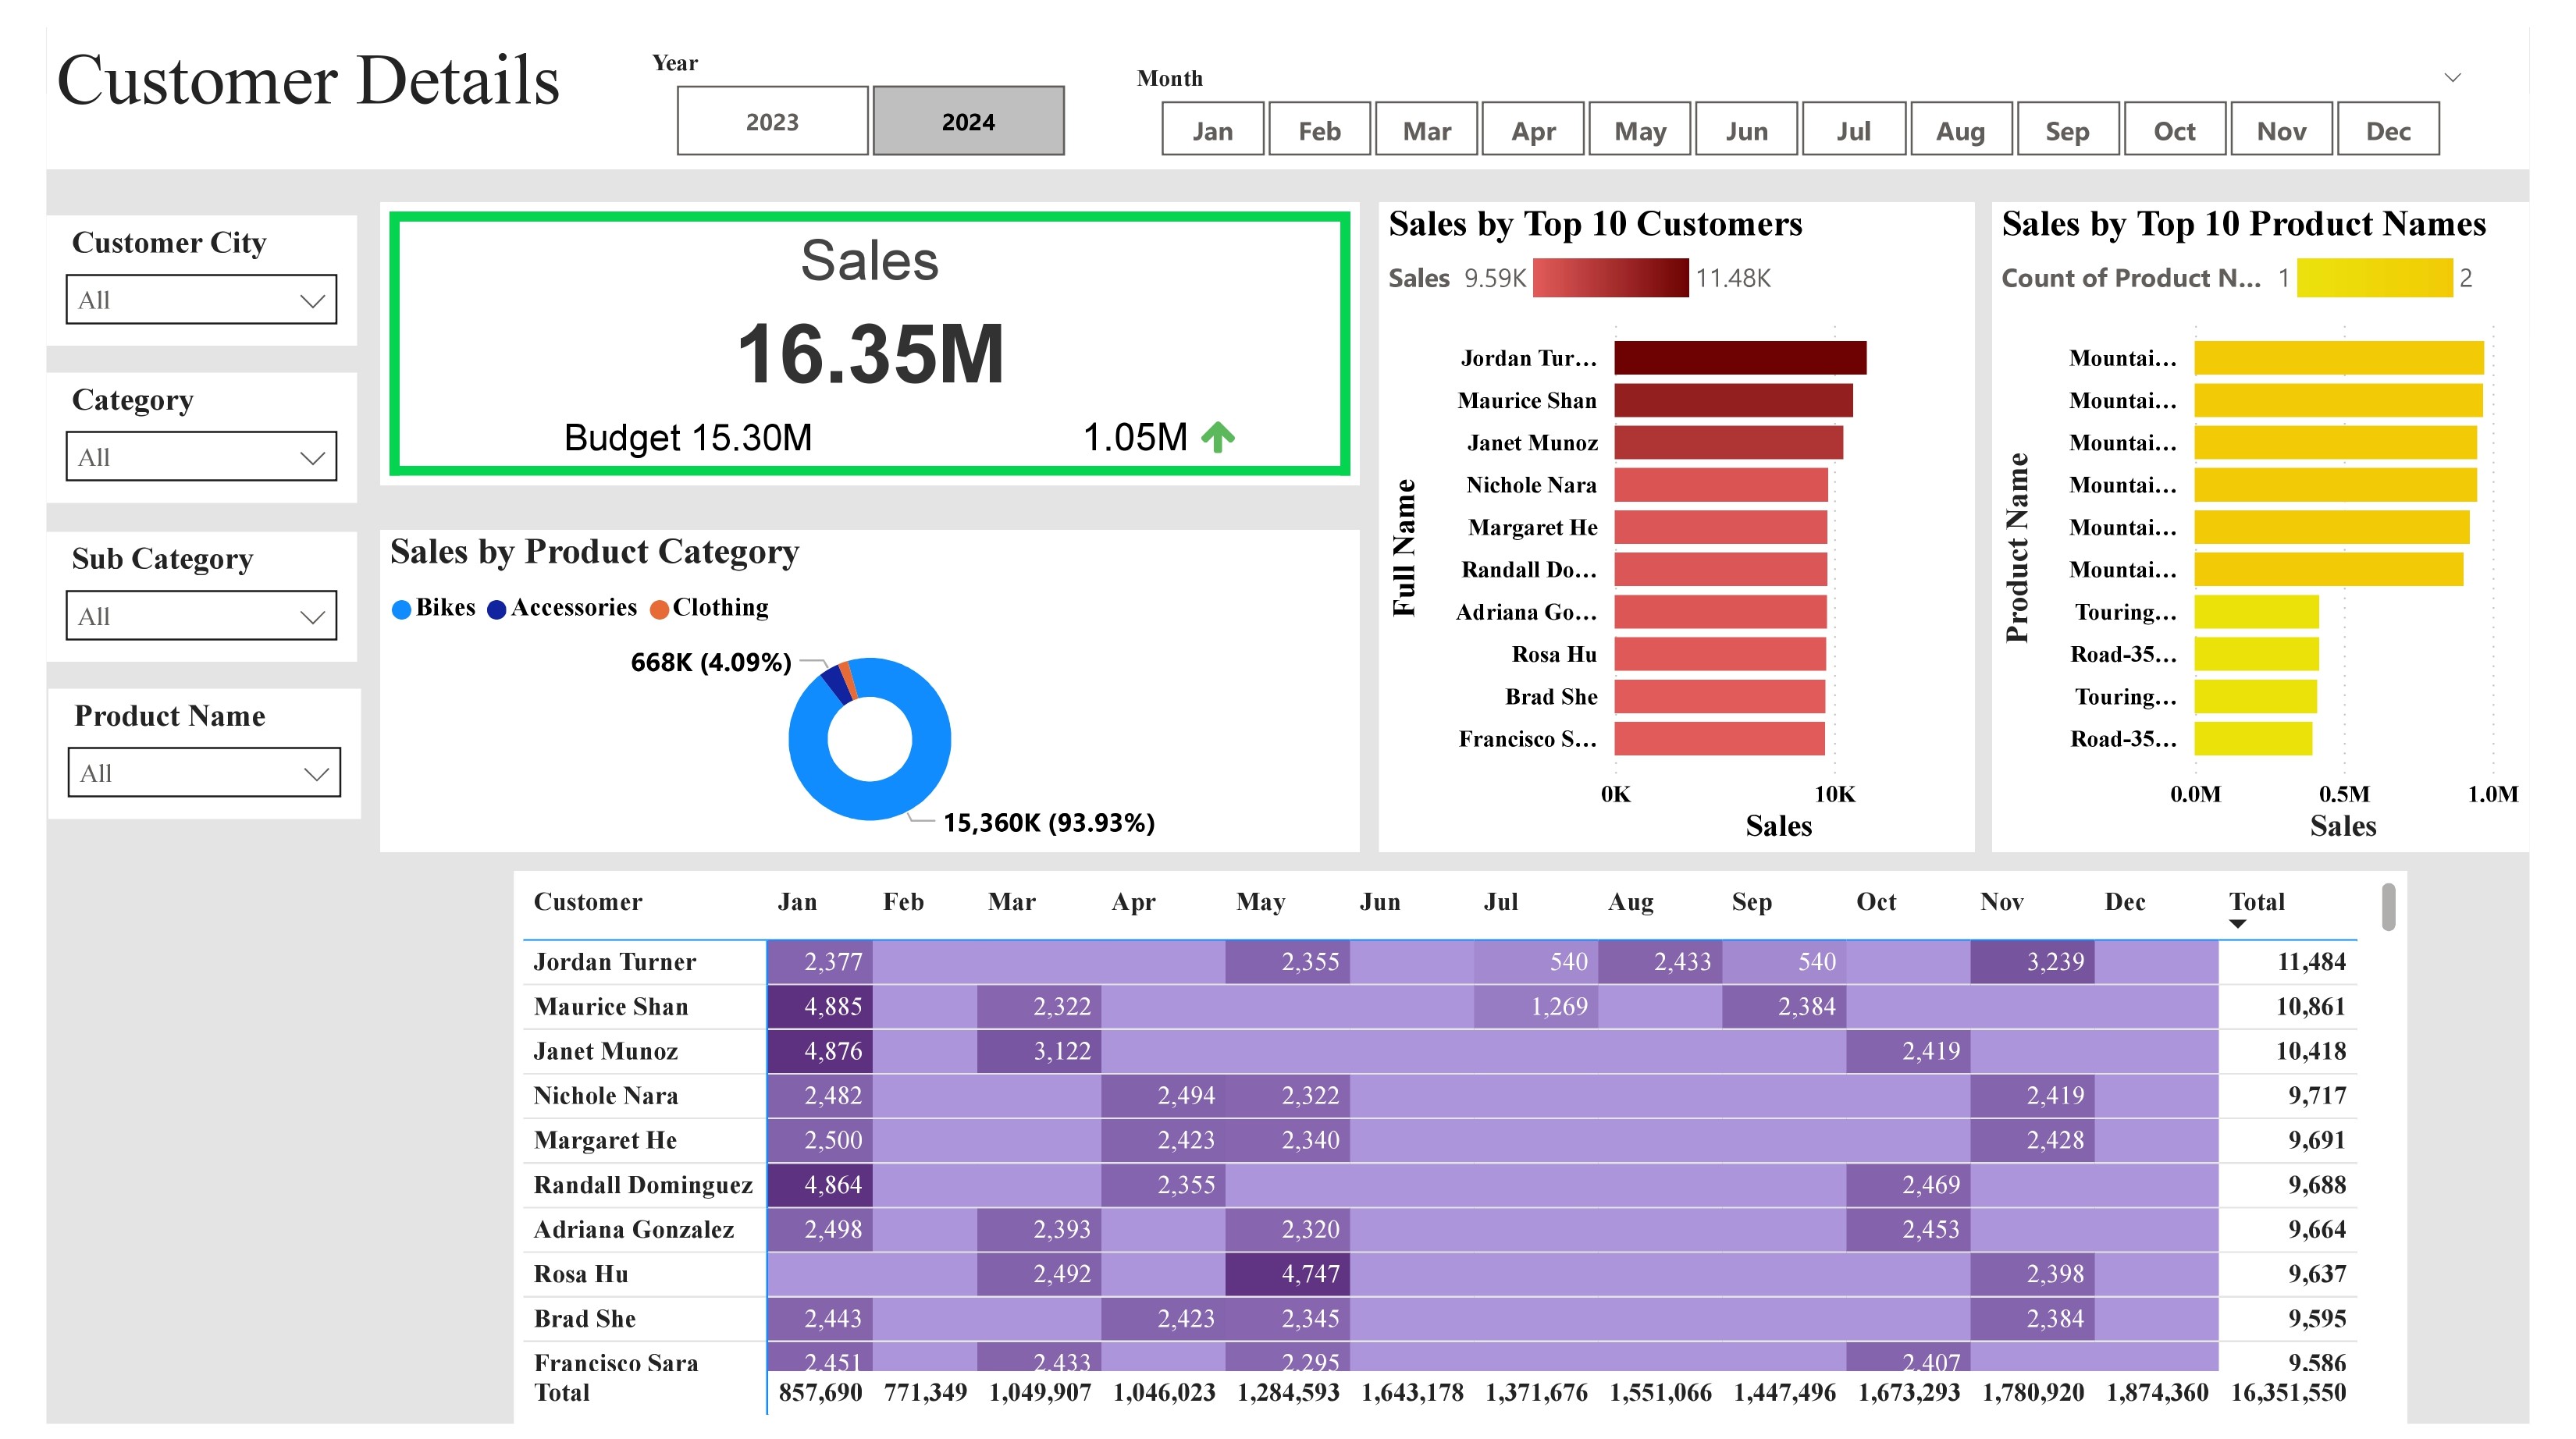 Customer Details
Year
2023 2024
Month
Jan Feb Mar Apr May Jun Jul Aug Sep Oct Nov Dec
Customer City
All
Category
All
Sub Category
All
Product Name
All
Sales
16.35M
Budget 15.30M 1.05M
Sales by Product Category
Bikes Accessories Clothing
668K (4.09%)
15,360K (93.93%)
Sales by Top 10 Customers
Sales 9.59K 11.48K
Full Name
Jordan Tur...
Maurice Shan
Janet Munoz
Nichole Nara
Margaret He
Randall Do...
Adriana Go...
Rosa Hu
Brad She
Francisco S...
0K 10K
Sales
Sales by Top 10 Product Names
Count of Product N... 1 2
Product Name
Mountai...
Mountai...
Mountai...
Mountai...
Mountai...
Mountai...
Touring...
Road-35...
Touring...
Road-35...
0.0M 0.5M 1.0M
Sales
Customer Jan Feb Mar Apr May Jun Jul Aug Sep Oct Nov Dec Total
Jordan Turner 2,377 2,355 540 2,433 540 3,239 11,484
Maurice Shan 4,885 2,322 1,269 2,384 10,861
Janet Munoz 4,876 3,122 2,419 10,418
Nichole Nara 2,482 2,494 2,322 2,419 9,717
Margaret He 2,500 2,423 2,340 2,428 9,691
Randall Dominguez 4,864 2,355 2,469 9,688
Adriana Gonzalez 2,498 2,393 2,320 2,453 9,664
Rosa Hu 2,492 4,747 2,398 9,637
Brad She 2,443 2,423 2,345 2,384 9,595
Francisco Sara 2,451 2,433 2,295 2,407 9,586
Total 857,690 771,349 1,049,907 1,046,023 1,284,593 1,643,178 1,371,676 1,551,066 1,447,496 1,673,293 1,780,920 1,874,360 16,351,550